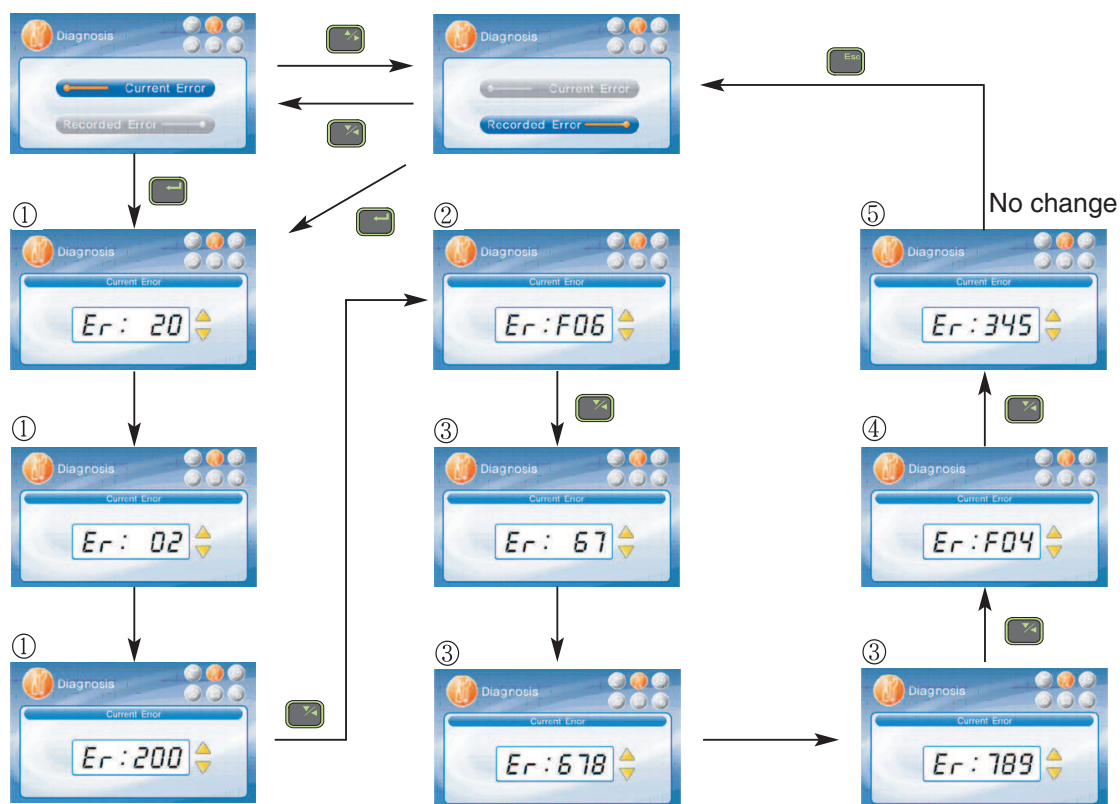 Diagnosis
Current Error
Recorded Error
Diagnosis
Current Error
Recorded Error
Esc
No change
①
Diagnosis
Current Error
Er: 20
②
Diagnosis
Current Error
Er:F06
⑤
Diagnosis
Current Error
Er:345
①
Diagnosis
Current Error
Er: 02
③
Diagnosis
Current Error
Er: 67
④
Diagnosis
Current Error
Er:F04
①
Diagnosis
Current Error
Er:200
③
Diagnosis
Current Error
Er:678
③
Diagnosis
Current Error
Er:789